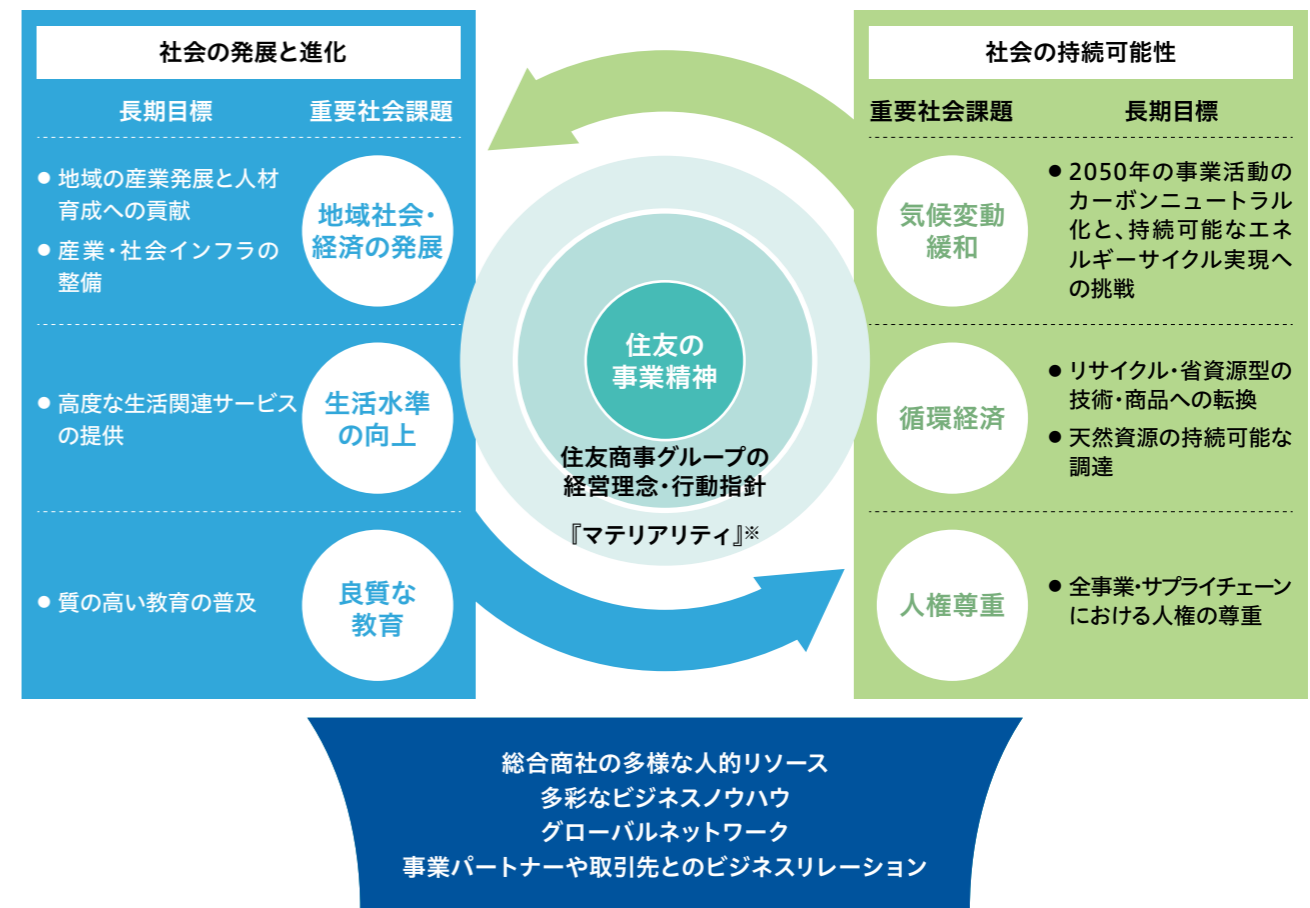 社会の発展と進化
長期目標
重要社会課題
● 地域の産業発展と人材
育成への貢献
● 産業・社会インフラの
整備
地域社会・
経済の発展
● 高度な生活関連サービス
の提供
生活水準
の向上
● 質の高い教育の普及
良質な
教育
住友の
事業精神
住友商事グループの
経営理念・行動指針
『マテリアリティ』※
社会の持続可能性
重要社会課題
長期目標
気候変動
緩和
● 2050年の事業活動の
カーボンニュートラル
化と、持続可能なエネ
ルギーサイクル実現へ
の挑戦
循環経済
● リサイクル・省資源型の
技術・商品への転換
● 天然資源の持続可能な
調達
人権尊重
● 全事業・サプライチェーン
における人権の尊重
総合商社の多様な人的リソース
多彩なビジネスノウハウ
グローバルネットワーク
事業パートナーや取引先とのビジネスリレーション